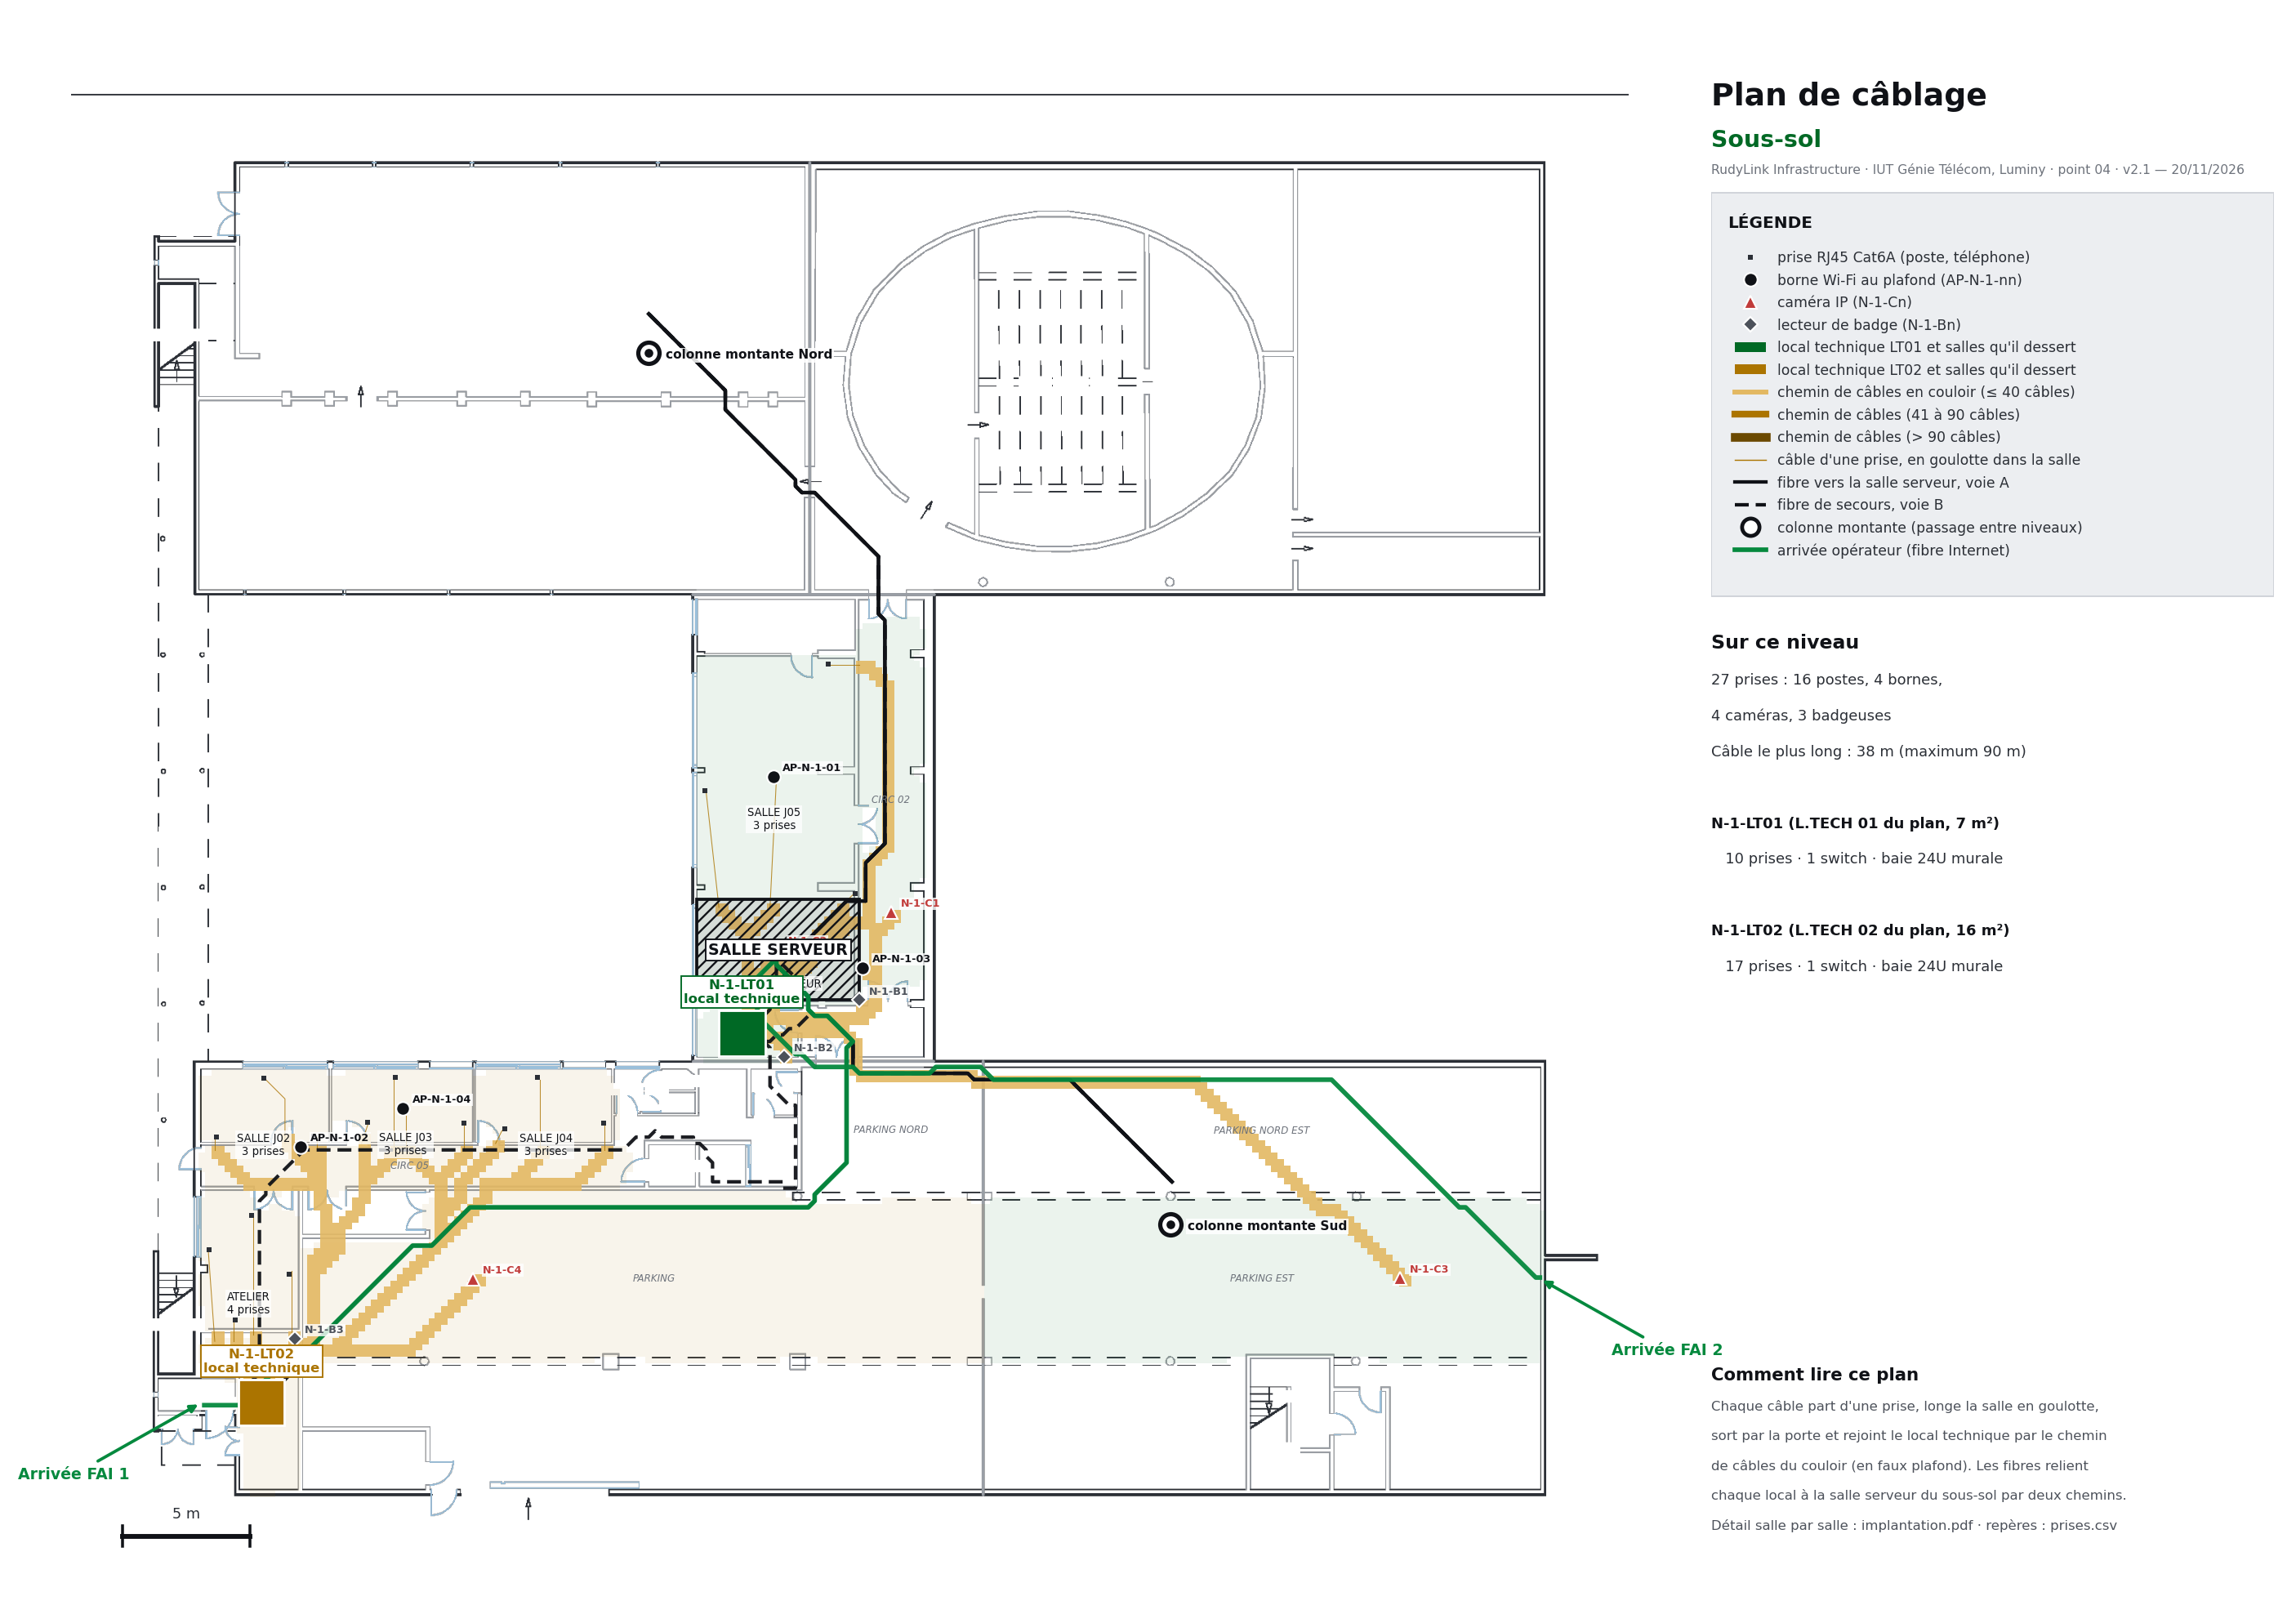 Plan de câblage
Sous-sol
RudyLink Infrastructure · IUT Génie Télécom, Luminy · point 04 · v2.1 — 20/11/2026
LÉGENDE
prise RJ45 Cat6A (poste, téléphone)
borne Wi-Fi au plafond (AP-N-1-nn)
caméra IP (N-1-Cn)
lecteur de badge (N-1-Bn)
local technique LT01 et salles qu'il dessert
local technique LT02 et salles qu'il dessert
chemin de câbles en couloir (≤ 40 câbles)
chemin de câbles (41 à 90 câbles)
chemin de câbles (> 90 câbles)
câble d'une prise, en goulotte dans la salle
fibre vers la salle serveur, voie A
fibre de secours, voie B
colonne montante (passage entre niveaux)
arrivée opérateur (fibre Internet)
Sur ce niveau
27 prises : 16 postes, 4 bornes,
4 caméras, 3 badgeuses
Câble le plus long : 38 m (maximum 90 m)
N-1-LT01 (L.TECH 01 du plan, 7 m²)
10 prises · 1 switch · baie 24U murale
N-1-LT02 (L.TECH 02 du plan, 16 m²)
17 prises · 1 switch · baie 24U murale
Comment lire ce plan
Chaque câble part d'une prise, longe la salle en goulotte,
sort par la porte et rejoint le local technique par le chemin
de câbles du couloir (en faux plafond). Les fibres relient
chaque local à la salle serveur du sous-sol par deux chemins.
Détail salle par salle : implantation.pdf · repères : prises.csv
colonne montante Nord
AP-N-1-01
CIRC 02
SALLE J05
3 prises
N-1-C1
SALLE SERVEUR
AP-N-1-03
N-1-LT01
local technique
N-1-B1
N-1-B2
AP-N-1-04
SALLE J02
3 prises
AP-N-1-02
SALLE J03
3 prises
SALLE J04
3 prises
CIRC 05
PARKING NORD
PARKING NORD EST
colonne montante Sud
N-1-C4
PARKING
PARKING EST
N-1-C3
ATELIER
4 prises
N-1-B3
N-1-LT02
local technique
Arrivée FAI 2
Arrivée FAI 1
5 m